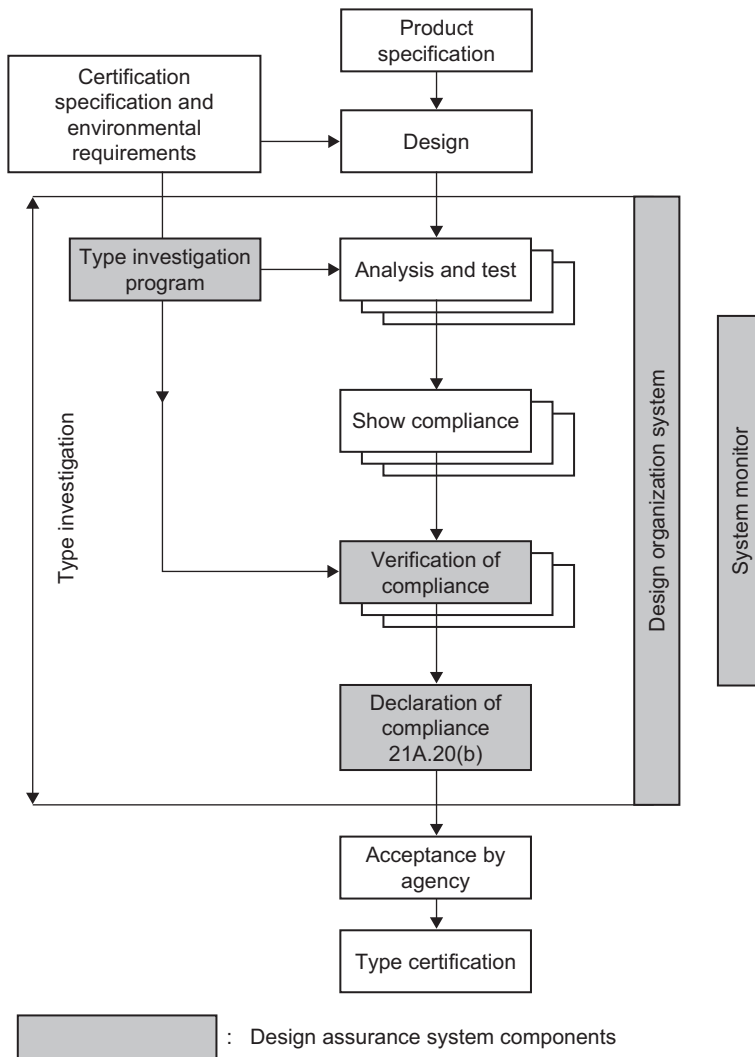 Product
specification
Certification
specification and
environmental
requirements
Design
Type investigation
program
Analysis and test
Show compliance
Type investigation
Verification of
compliance
Design organization system
System monitor
Declaration of
compliance
21A.20(b)
Acceptance by
agency
Type certification
: Design assurance system components